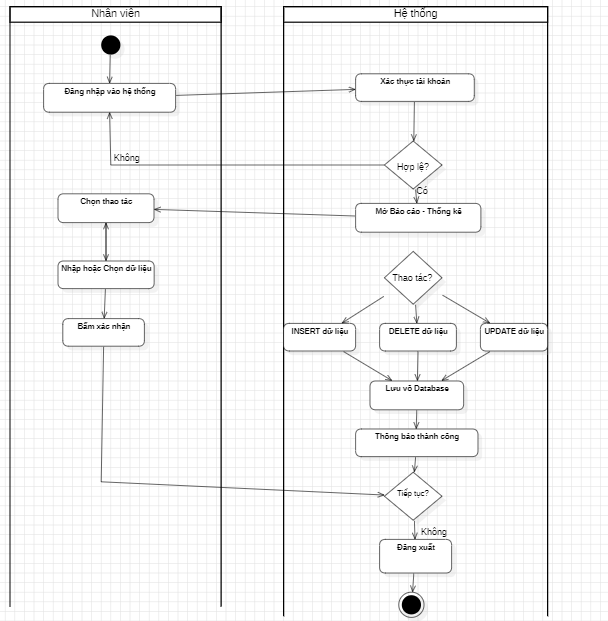 Nhân viên
Hệ thống
Đăng nhập vào hệ thống
Xác thực tài khoản
Không
Hợp lệ?
Có
Chọn thao tác
Mở Báo cáo - Thống kê
Nhập hoặc Chọn dữ liệu
Thao tác?
Bấm xác nhận
INSERT dữ liệu
DELETE dữ liệu
UPDATE dữ liệu
Lưu vô Database
Thông báo thành công
Tiếp tục?
Không
Đăng xuất